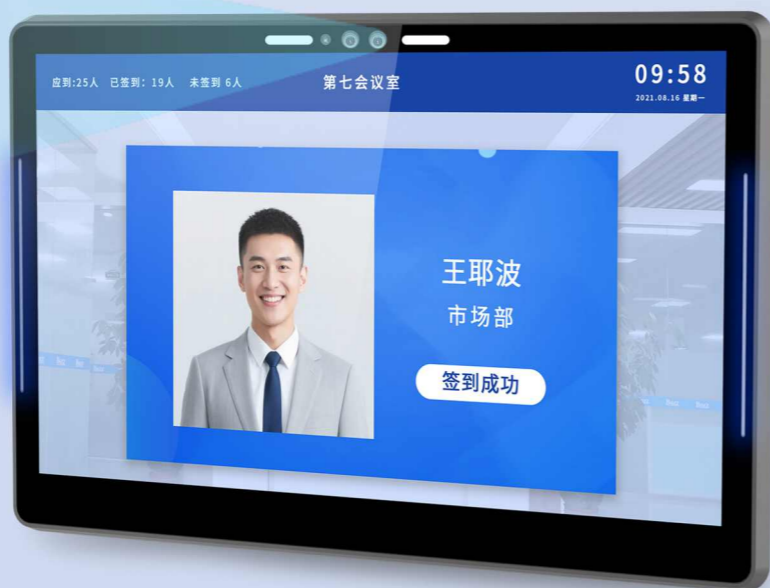 应到:25人 已签到：19人 未签到 6人
第七会议室
09:58
2021.08.16 星期一
王耶波
市场部
签到成功